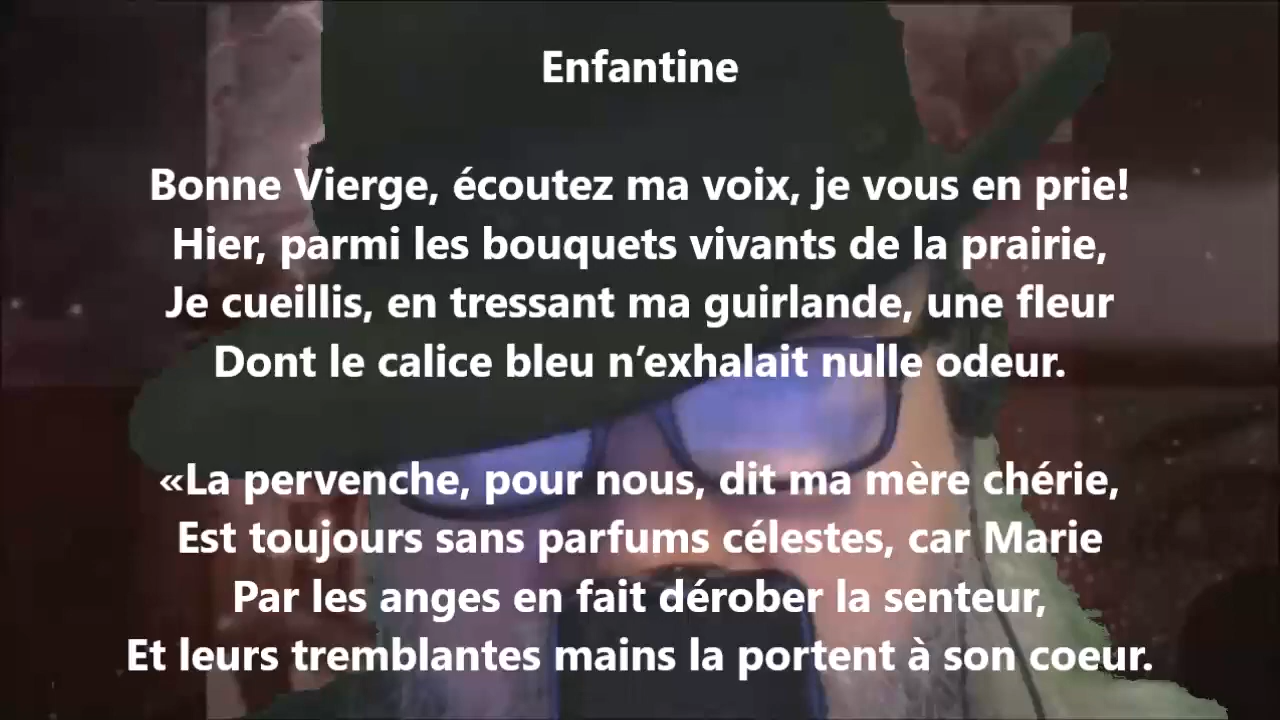 Enfantine
Bonne Vierge, écoutez ma voix, je vous en prie!
Hier, parmi les bouquets vivants de la prairie,
Je cueillis, en tressant ma guirlande, une fleur
Dont le calice bleu n’exhalait nulle odeur.
«La pervenche, pour nous, dit ma mère chérie,
Est toujours sans parfums célestes, car Marie
Par les anges en fait dérober la senteur,
Et leurs tremblantes mains la portent à son coeur.